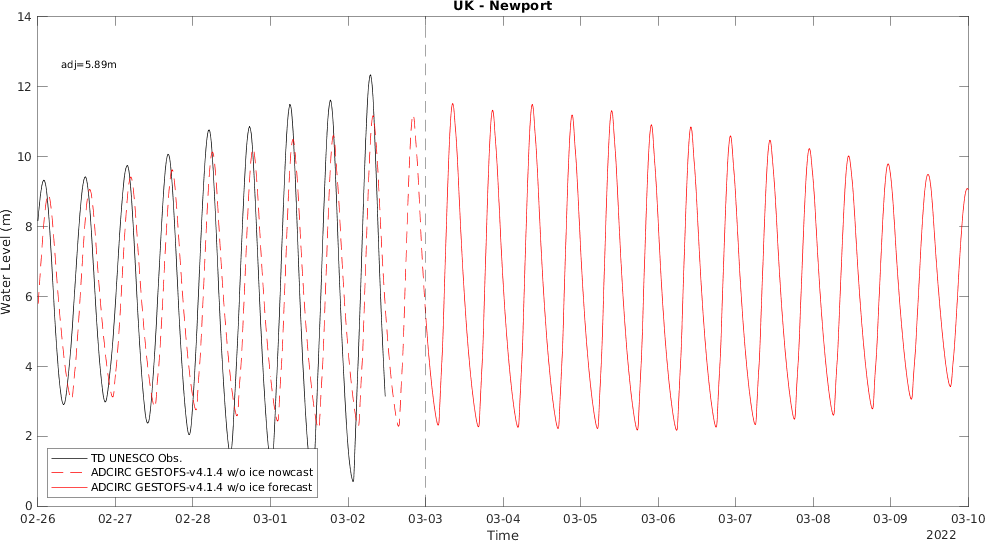 UK - Newport
adj=5.89m
Water Level (m)
14
12
10
8
6
4
2
0
TD UNESCO Obs.
ADCIRC GESTOFS-v4.1.4 w/o ice nowcast
ADCIRC GESTOFS-v4.1.4 w/o ice forecast
02-26 02-27 02-28 03-01 03-02 03-03 03-04 03-05 03-06 03-07 03-08 03-09 03-10
Time
2022